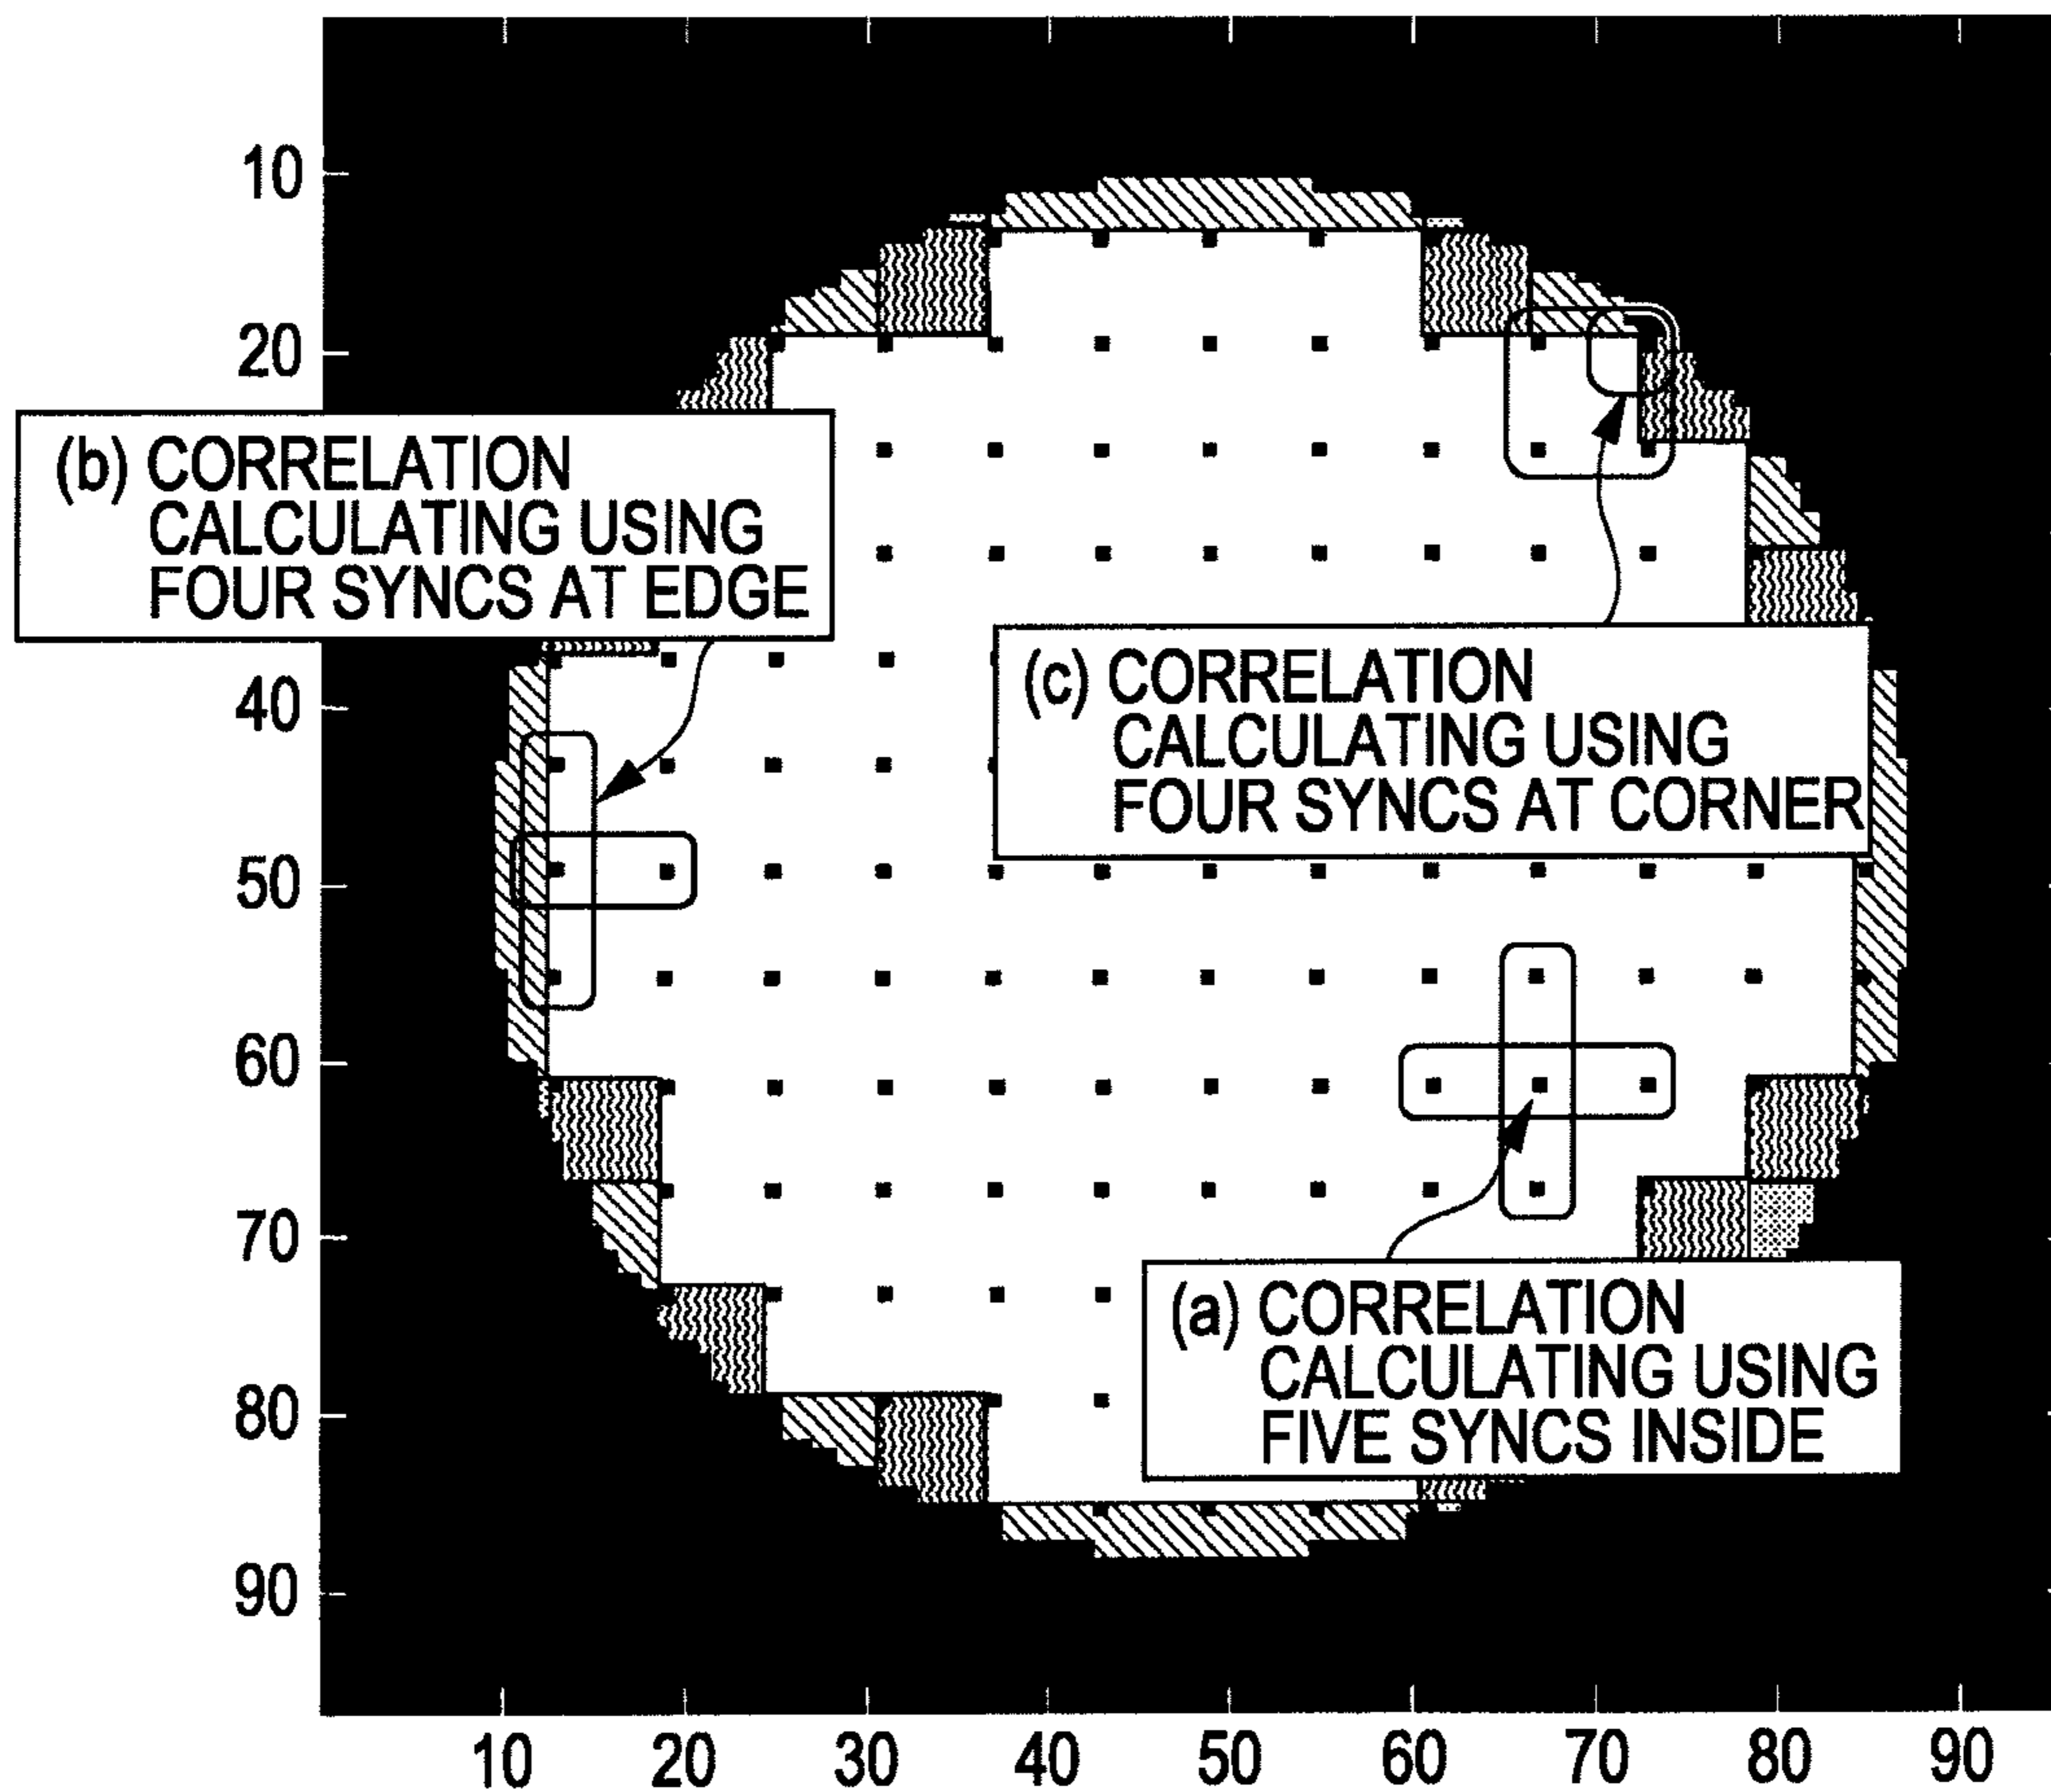 10
20
(b) CORRELATION
CALCULATING USING
FOUR SYNCS AT EDGE
40
(c) CORRELATION
CALCULATING USING
FOUR SYNCS AT CORNER
50
60
70
(a) CORRELATION
CALCULATING USING
FIVE SYNCS INSIDE
80
90
10 20 30 40 50 60 70 80 90